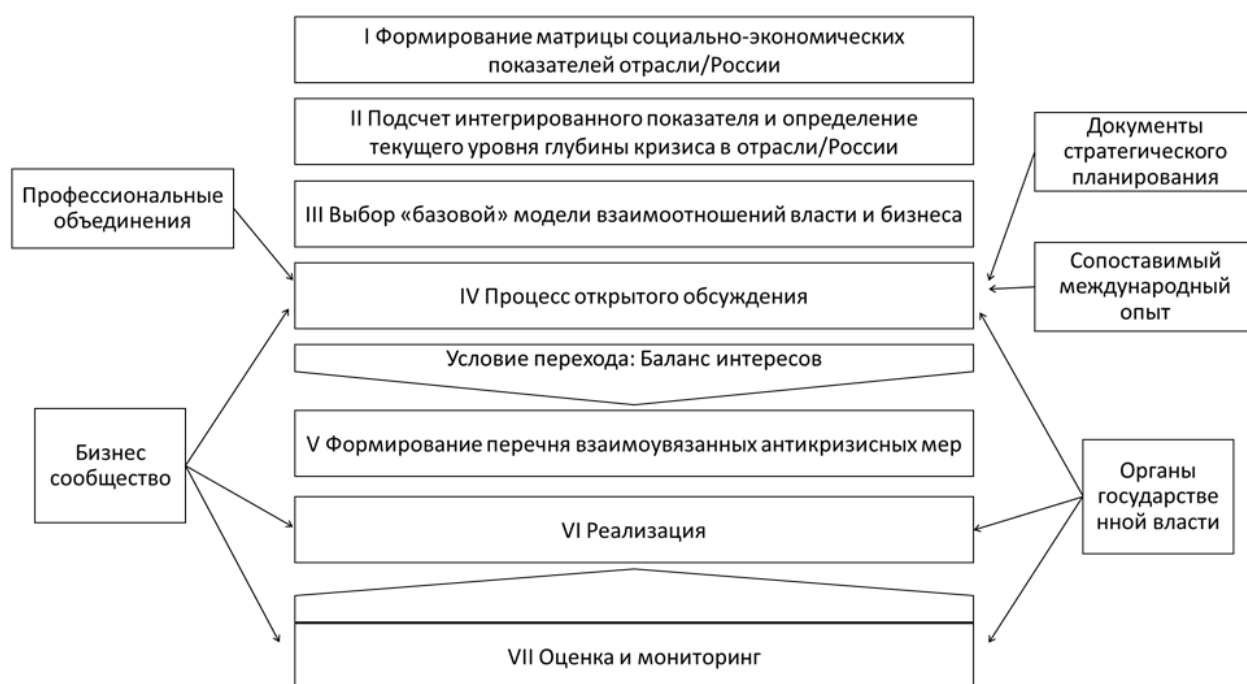 I Формирование матрицы социально-экономических
показателей отрасли/России
II Подсчет интегрированного показателя и определение
текущего уровня глубины кризиса в отрасли/России
Документы
стратегического
планирования
Профессиональные
объединения
III Выбор «базовой» модели взаимоотношений власти и бизнеса
IV Процесс открытого обсуждения
Сопоставимый
международный
опыт
Условие перехода: Баланс интересов
Бизнес
сообщество
V Формирование перечня взаимоувязанных антикризисных мер
Органы
государстве
нной власти
VI Реализация
VII Оценка и мониторинг